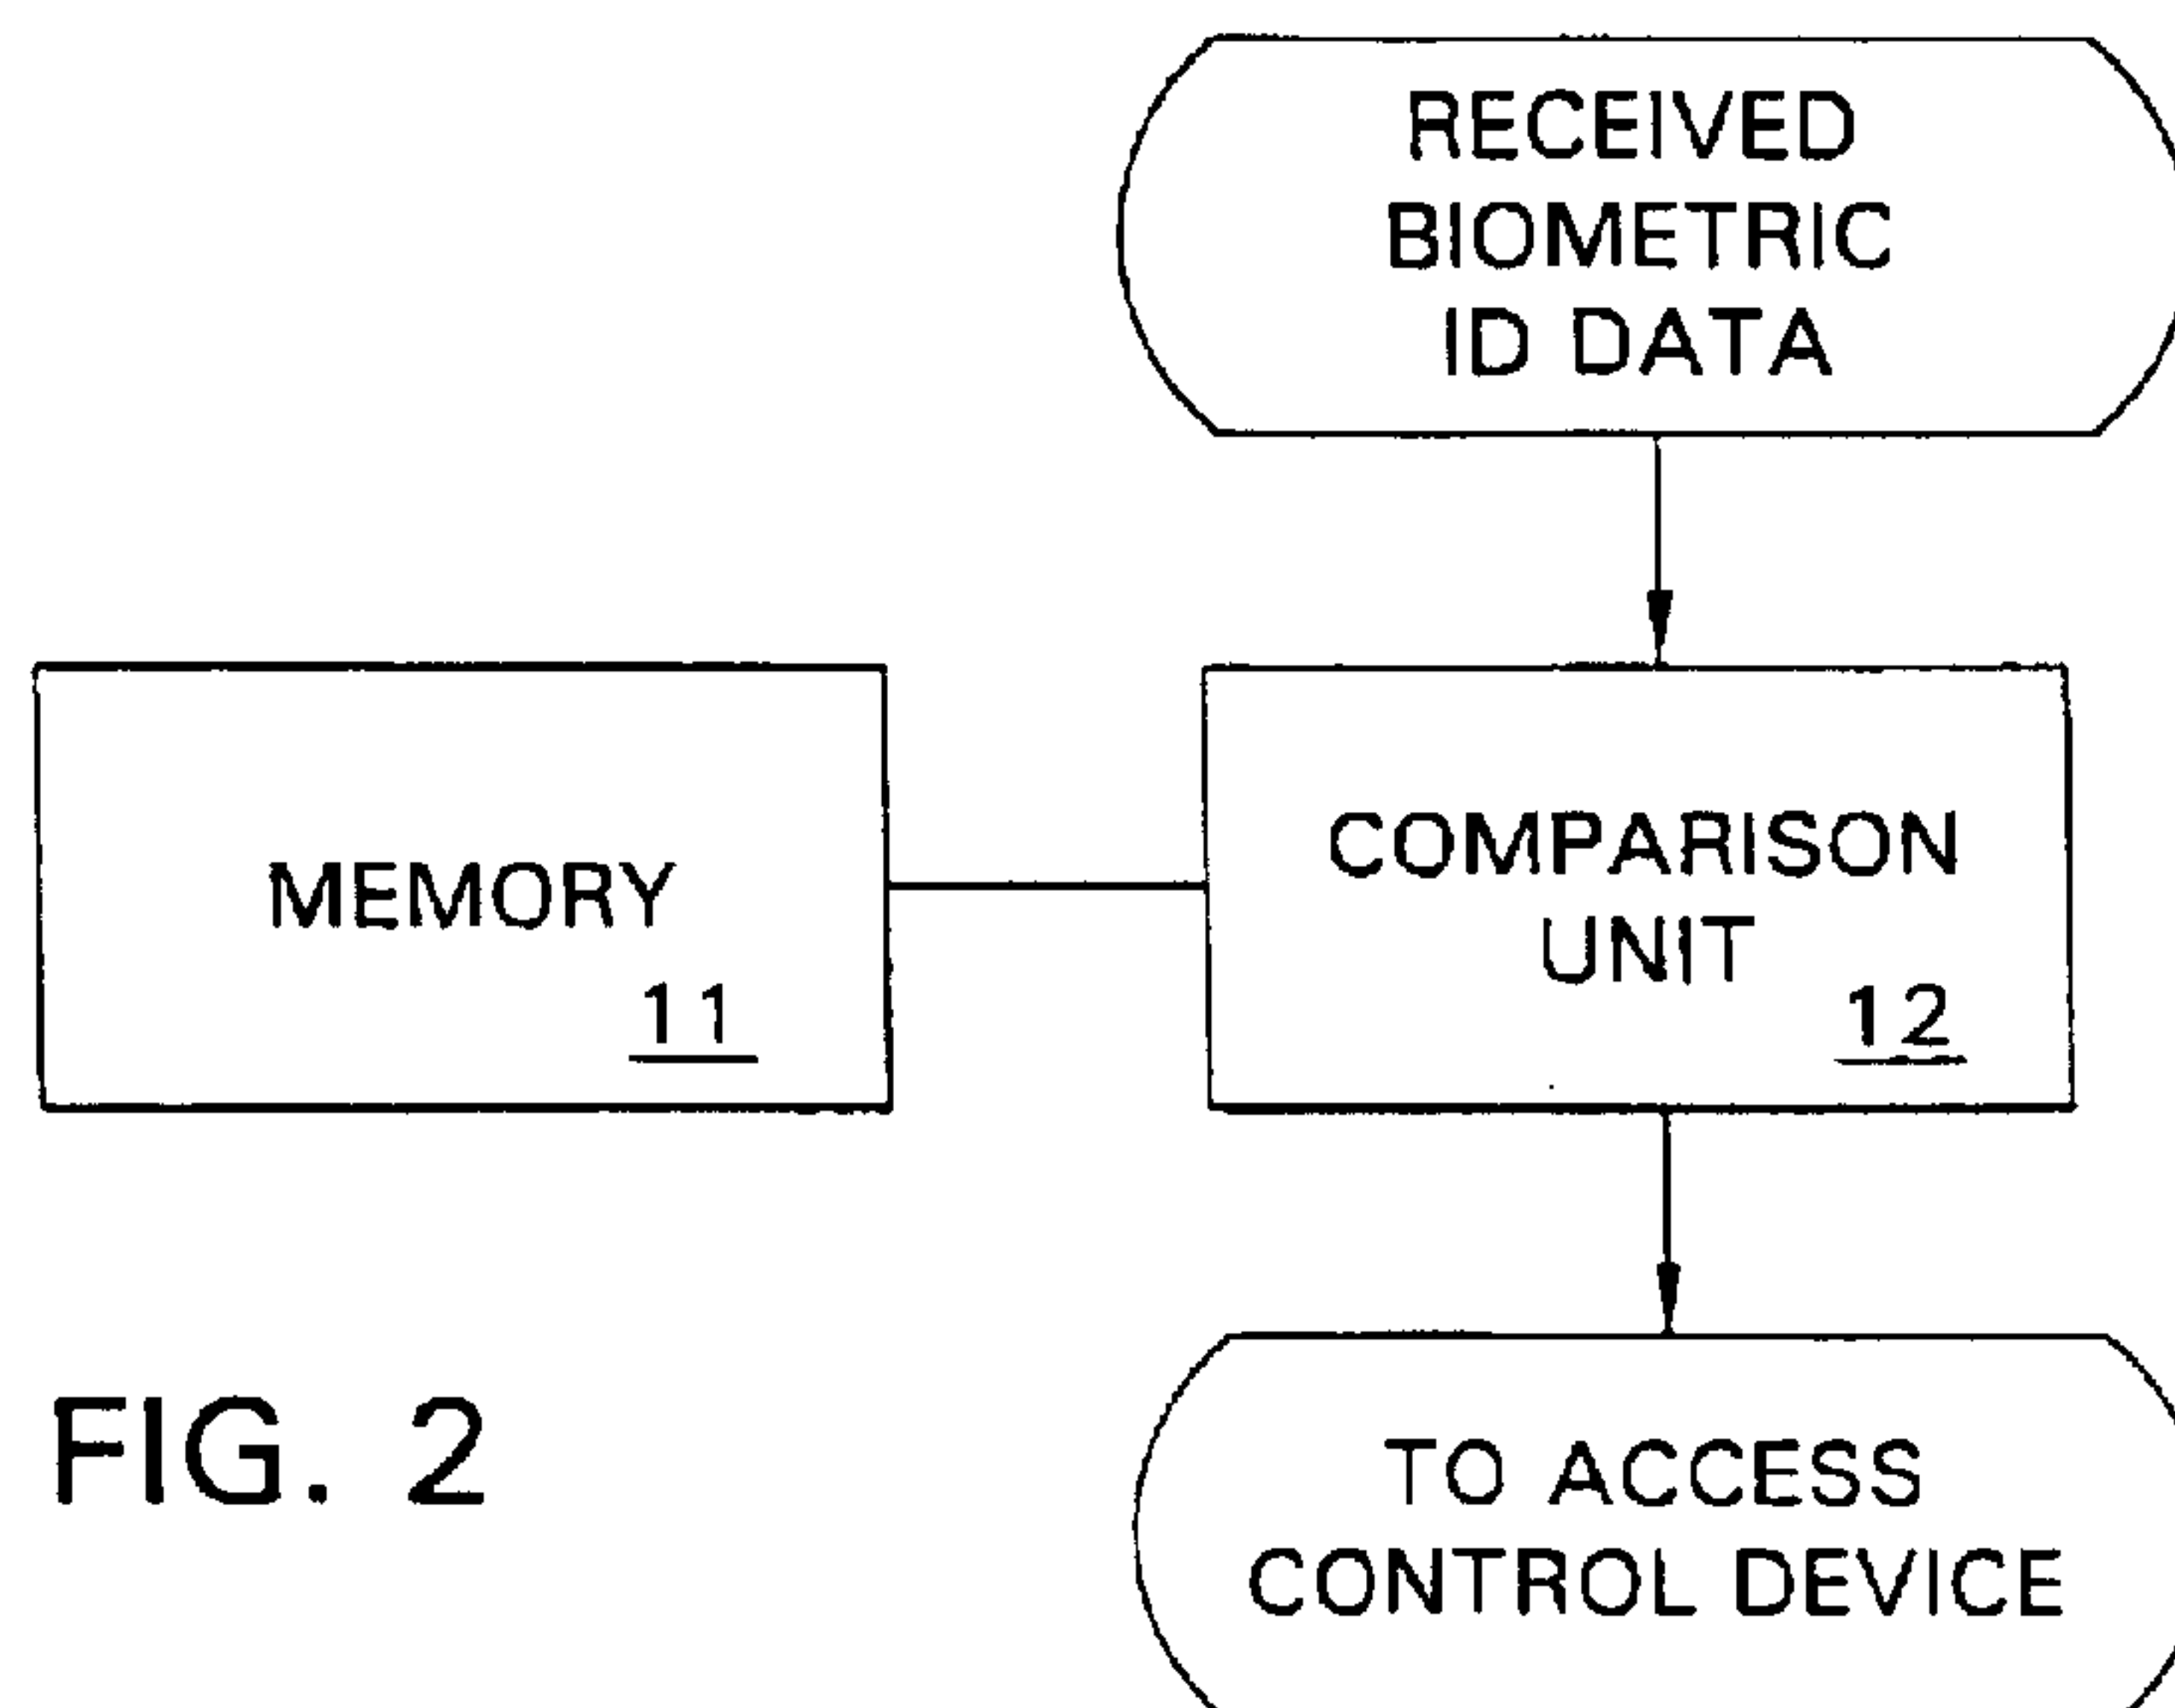 RECEIVED
BIOMETRIC
ID DATA
MEMORY
11
COMPARISON
UNIT
12
FIG. 2
TO ACCESS
CONTROL DEVICE